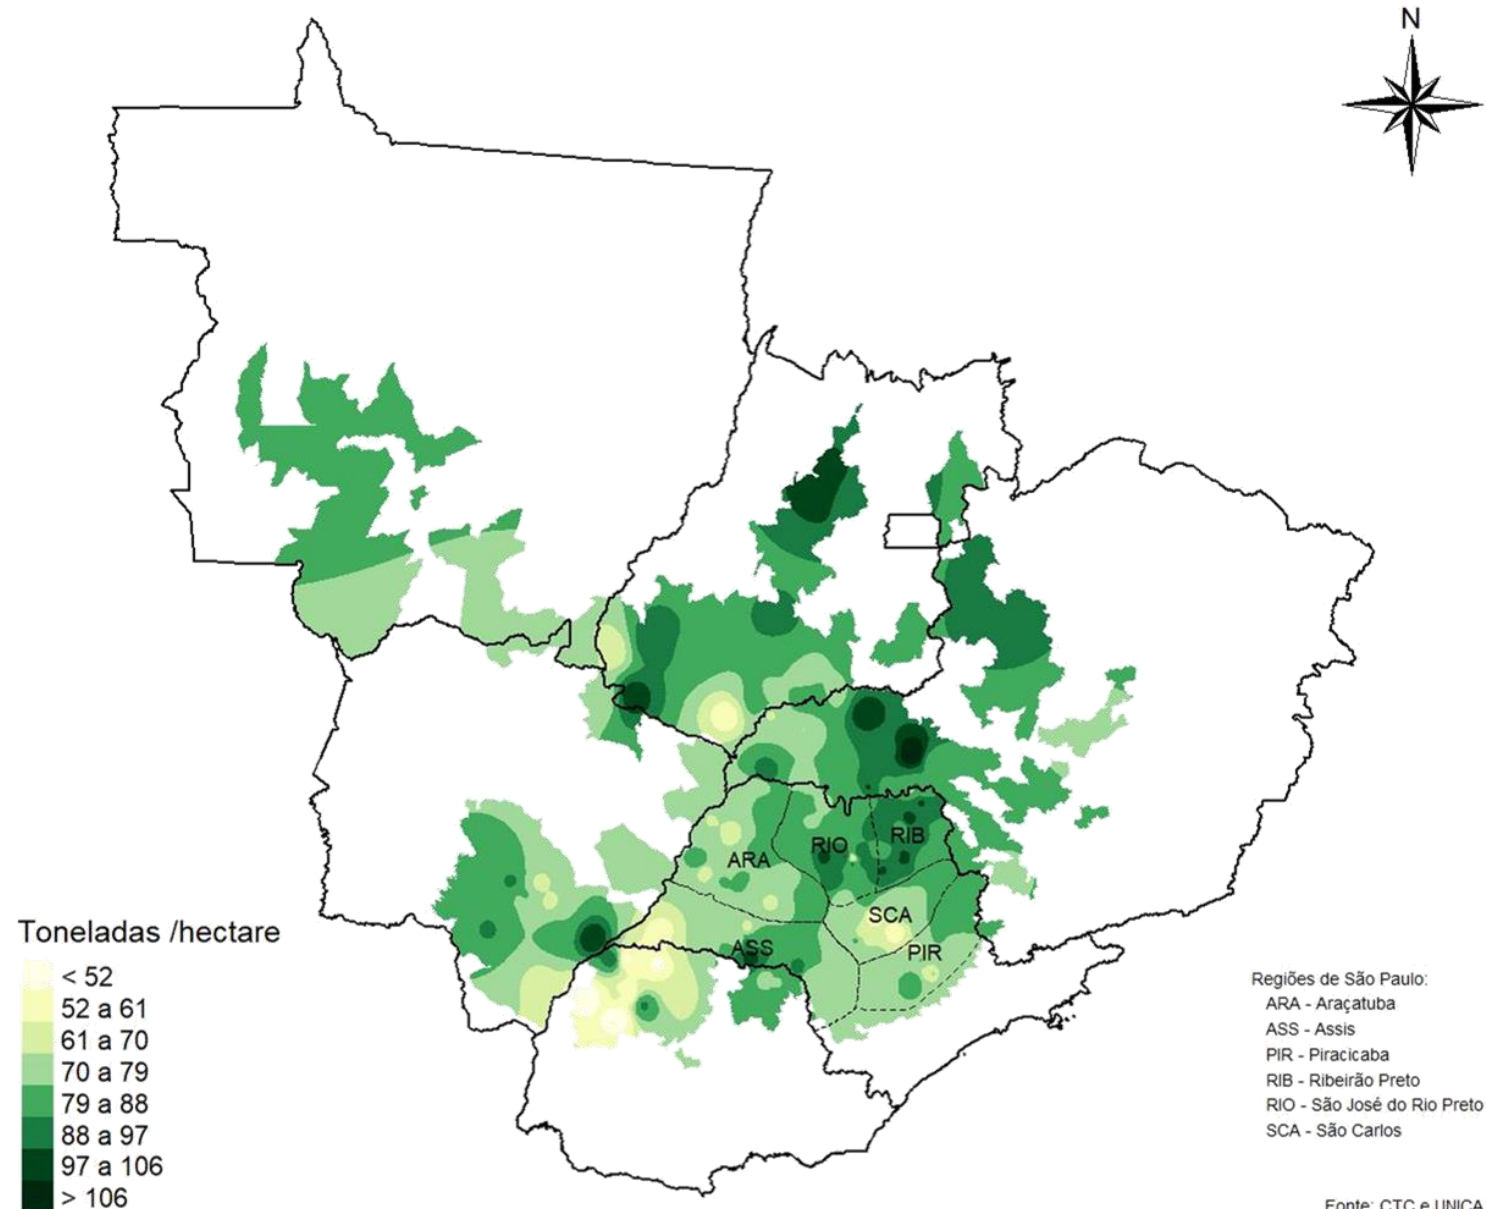 N
RIO
RIB
ARA
SCA
ASS
PIR
Toneladas /hectare
< 52
52 a 61
61 a 70
70 a 79
79 a 88
88 a 97
97 a 106
> 106
Regiões de São Paulo:
ARA - Araçatuba
ASS - Assis
PIR - Piracicaba
RIB - Ribeirão Preto
RIO - São José do Rio Preto
SCA - São Carlos
Fonte: CTC e UNICA